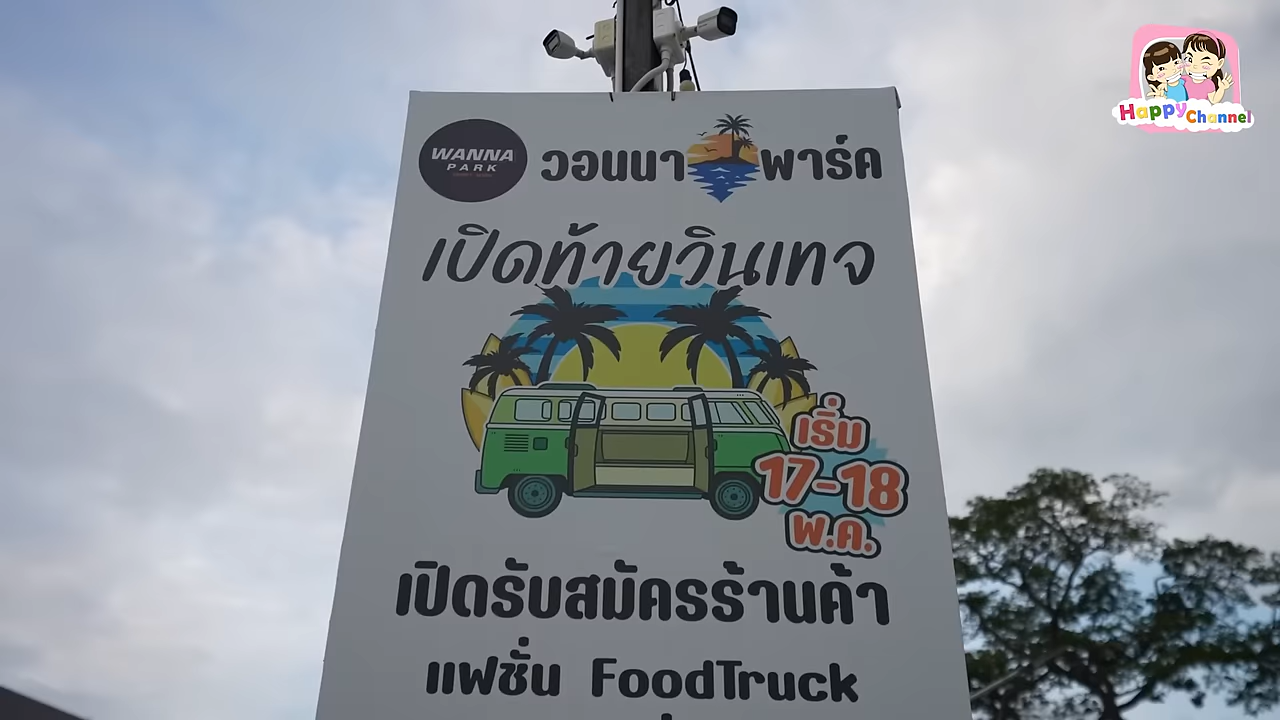 Happy Channel
WANNA
PARK
วอนนา พาร์ค
เปิดท้ายวินเทจ
เริ่ม
17-18
พ.ค.
เปิดรับสมัครร้านค้า
แฟชั่น FoodTruck